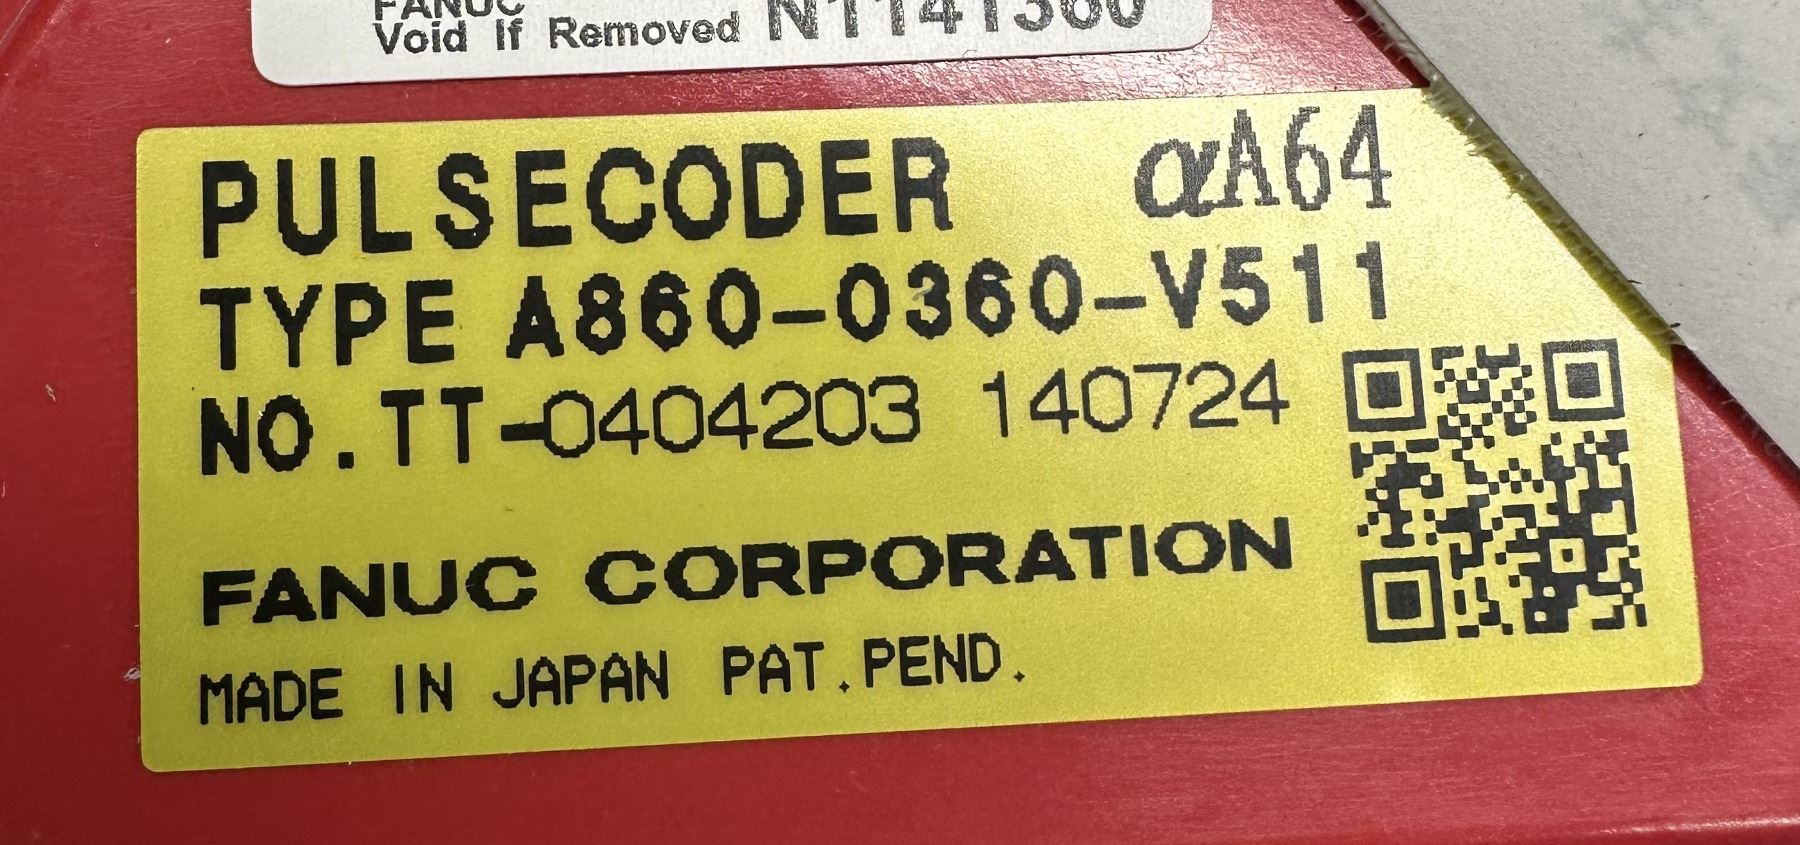 FANUC
Void If Removed N1141360
PULSECODER αA64
TYPE A860-0360-V511
NO.TT-0404203 140724
FANUC CORPORATION
MADE IN JAPAN PAT.PEND.